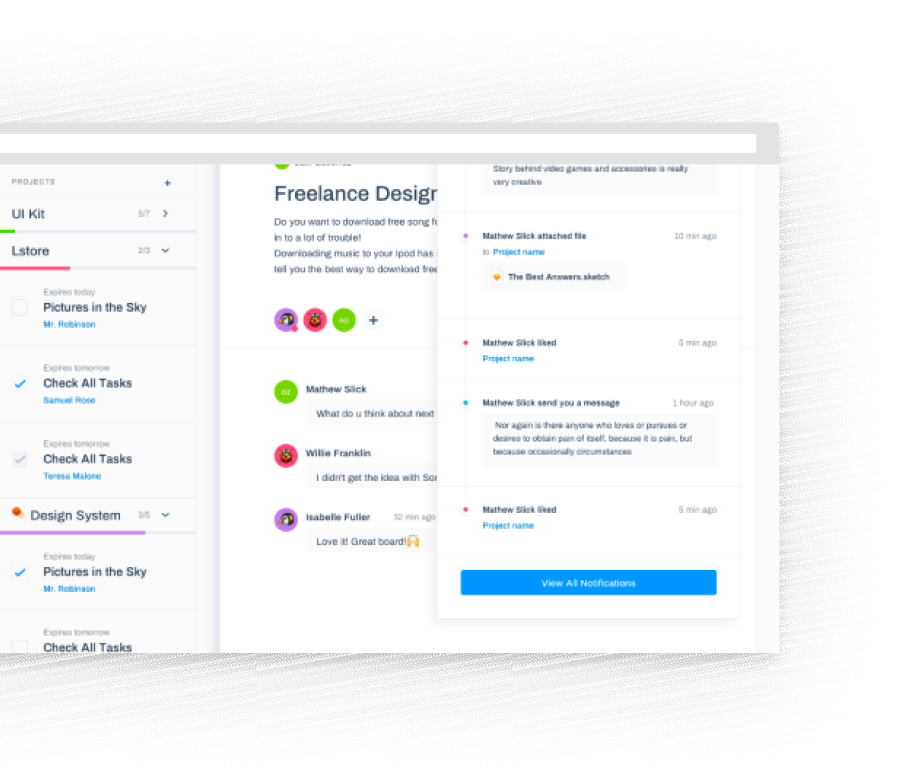 PROJECTS +
UI Kit 5/7
Lstore 2/3
Expires today
Pictures in the Sky
Mr. Robinson
Expires tomorrow
Check All Tasks
Samuel Rose
Expires tomorrow
Check All Tasks
Teresa Malone
Design System 3/5
Expires today
Pictures in the Sky
Mr. Robinson
Expires tomorrow
Check All Tasks
Freelance Design
Do you want to download free song fo
in to a lot of trouble!
Downloading music to your Ipod has
tell you the best way to download free
AO +
OZ
Mathew Slick
What do u think about next
Willie Franklin
I didn't get the idea with Son
Isabelle Fuller 32 min ago
Love it! Great board!🙌
Story behind video games and accessories is really
very creative
Mathew Slick attached file 10 min ago
to Project name
The Best Answers.sketch
Mathew Slick liked 5 min ago
Project name
Mathew Slick send you a message 1 hour ago
Nor again is there anyone who loves or pursues or
desires to obtain pain of itself, because it is pain, but
because occasionally circumstances
Mathew Slick liked 5 min ago
Project name
View All Notifications